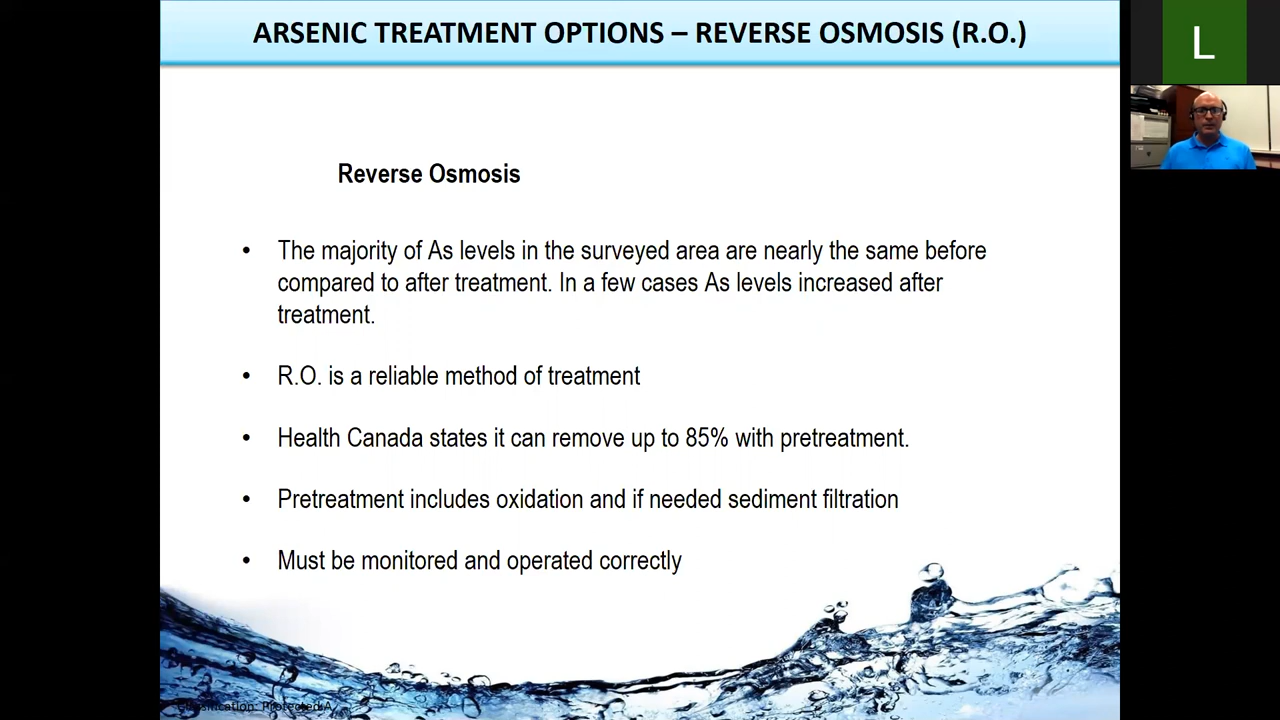 ARSENIC TREATMENT OPTIONS – REVERSE OSMOSIS (R.O.)
L
Reverse Osmosis
• The majority of As levels in the surveyed area are nearly the same before
compared to after treatment. In a few cases As levels increased after
treatment.
• R.O. is a reliable method of treatment
• Health Canada states it can remove up to 85% with pretreatment.
• Pretreatment includes oxidation and if needed sediment filtration
• Must be monitored and operated correctly
Classification: Protected A